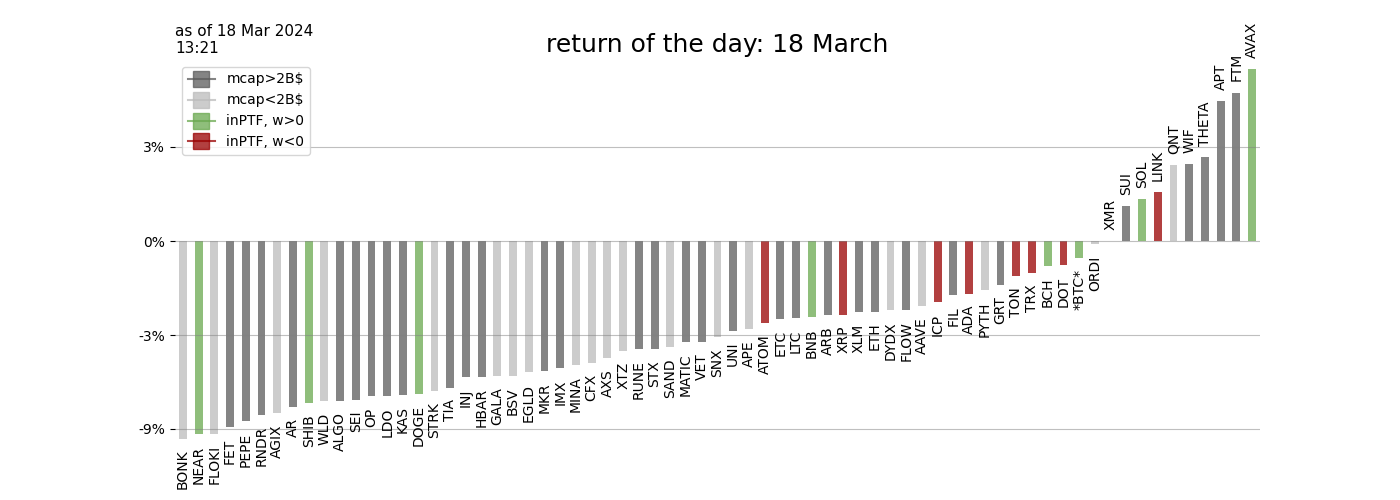 as of 18 Mar 2024
13:21
return of the day: 18 March
mcap>2B$
mcap<2B$
inPTF, w>0
inPTF, w<0
3%
0%
-3%
-9%
BONK
NEAR
FLOKI
FET
PEPE
RNDR
AGIX
AR
SHIB
WLD
ALGO
SEI
OP
LDO
KAS
DOGE
STRK
TIA
INJ
HBAR
GALA
BSV
EGLD
MKR
IMX
MINA
CFX
AXS
XTZ
RUNE
STX
SAND
MATIC
VET
SNX
UNI
APE
ATOM
ETC
LTC
BNB
ARB
XRP
XLM
ETH
DYDX
FLOW
AAVE
ICP
FIL
ADA
PYTH
GRT
TON
TRX
BCH
DOT
*BTC*
ORDI
XMR
SUI
SOL
LINK
QNT
WIF
THETA
APT
FTM
AVAX